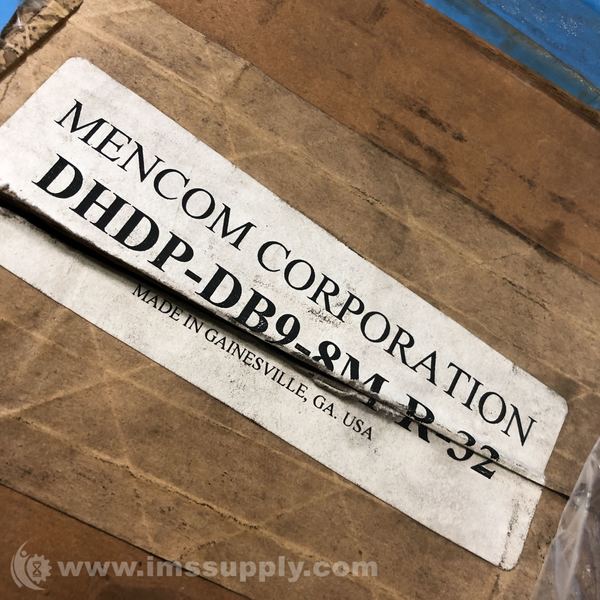 MENCOM CORPORATION
DHDP-DB9-8M-R-32
MADE IN GAINESVILLE, GA. USA
www.imssupply.com